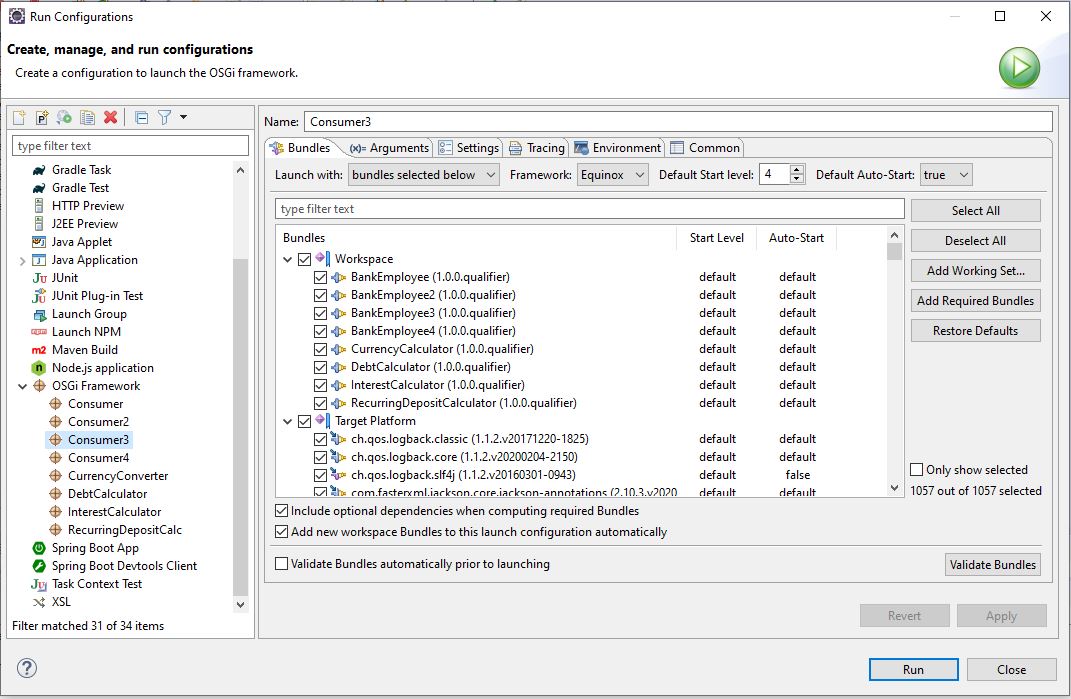 Run Configurations
Create, manage, and run configurations
Create a configuration to launch the OSGi framework.
type filter text
Gradle Task
Gradle Test
HTTP Preview
J2EE Preview
Java Applet
Java Application
JUnit
JUnit Plug-in Test
Launch Group
Launch NPM
Maven Build
Node.js application
OSGi Framework
Consumer
Consumer2
Consumer3
Consumer4
CurrencyConverter
DebtCalculator
InterestCalculator
RecurringDepositCalc
Spring Boot App
Spring Boot Devtools Client
Task Context Test
XSL
Filter matched 31 of 34 items
Name: Consumer3
Bundles (x)= Arguments Settings Tracing Environment Common
Launch with: bundles selected below Framework: Equinox Default Start level: 4 Default Auto-Start: true
type filter text
Bundles Start Level Auto-Start
Workspace
BankEmployee (1.0.0.qualifier) default default
BankEmployee2 (1.0.0.qualifier) default default
BankEmployee3 (1.0.0.qualifier) default default
BankEmployee4 (1.0.0.qualifier) default default
CurrencyCalculator (1.0.0.qualifier) default default
DebtCalculator (1.0.0.qualifier) default default
InterestCalculator (1.0.0.qualifier) default default
RecurringDepositCalculator (1.0.0.qualifier) default default
Target Platform
ch.qos.logback.classic (1.1.2.v20171220-1825) default default
ch.qos.logback.core (1.1.2.v20200204-2150) default default
ch.qos.logback.slf4j (1.1.2.v20160301-0943) default false
com.fasterxml.jackson.core.jackson-annotations (2.10.3.v2020 default default
Select All
Deselect All
Add Working Set...
Add Required Bundles
Restore Defaults
Only show selected
1057 out of 1057 selected
Include optional dependencies when computing required Bundles
Add new workspace Bundles to this launch configuration automatically
Validate Bundles automatically prior to launching
Validate Bundles
Revert Apply
Run Close